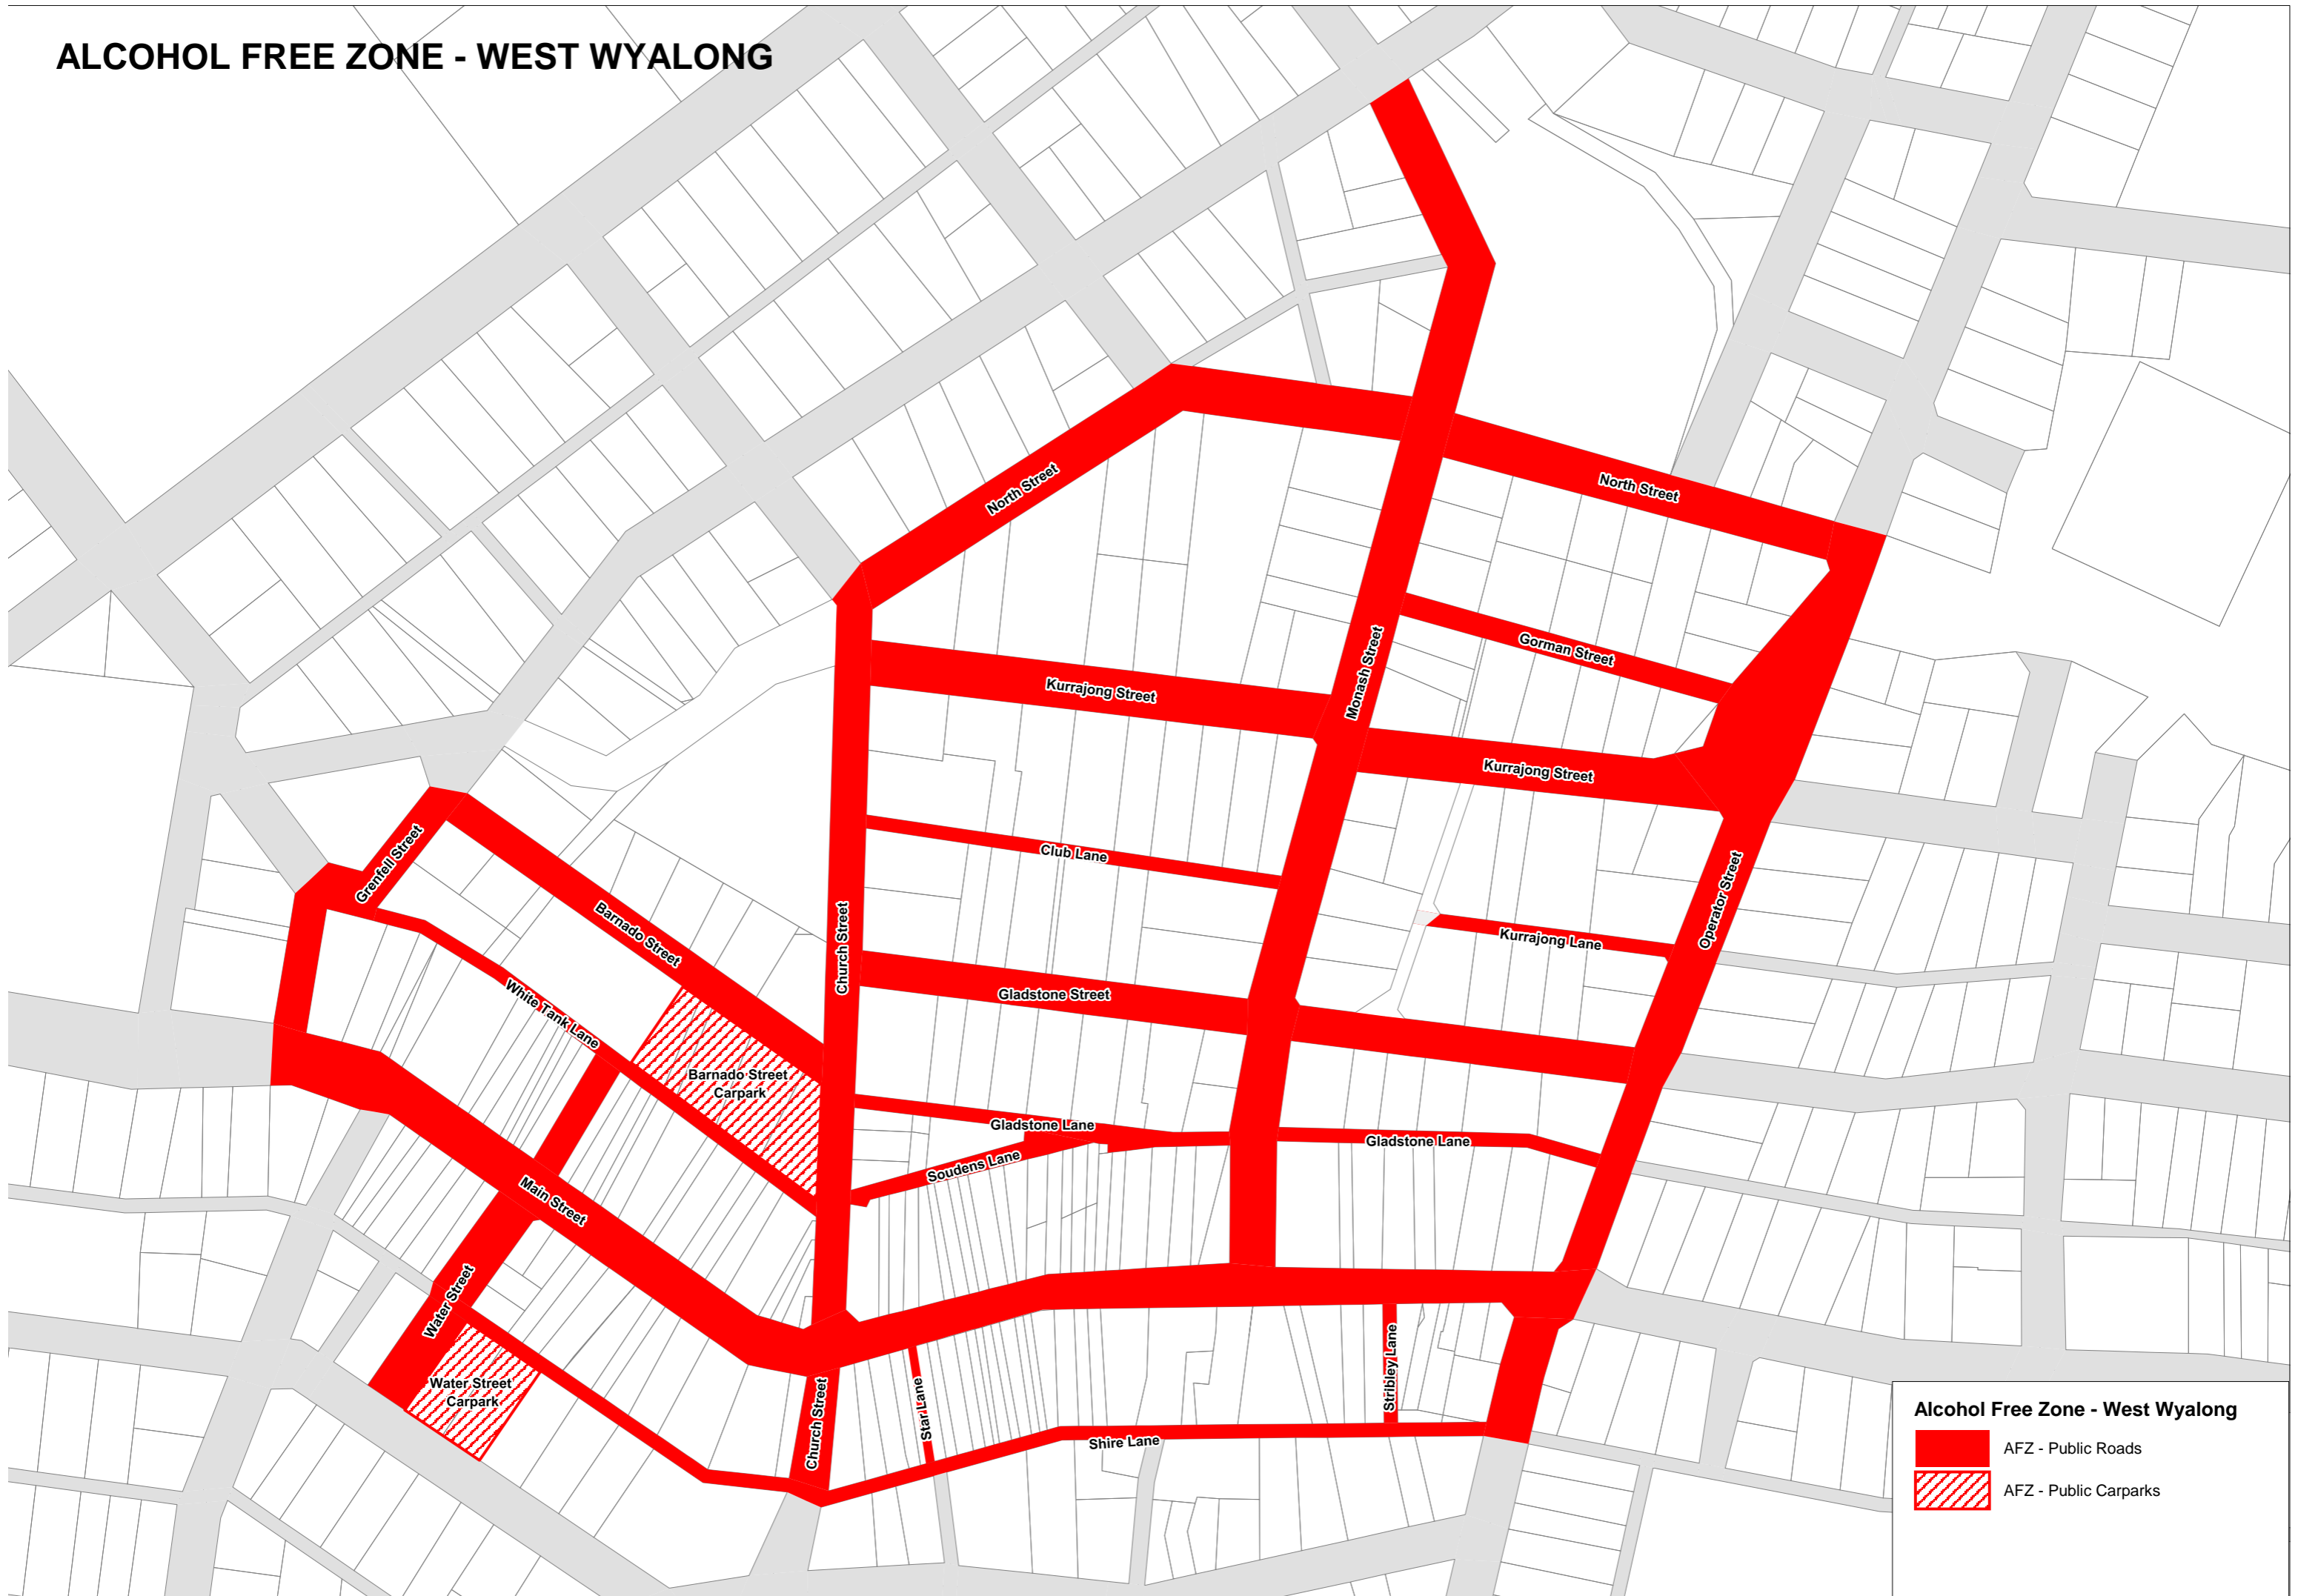 ALCOHOL FREE ZONE - WEST WYALONG
North Street
North Street
Gorman Street
Monash Street
Kurrajong Street
Kurrajong Street
Club Lane
Grenfell Street
Barnado Street
Church Street
Operator Street
Kurrajong Lane
White Tank Lane
Gladstone Street
Barnado Street
Carpark
Gladstone Lane
Gladstone Lane
Soudens Lane
Main Street
Water Street
Water Street
Carpark
Church Street
Star Lane
Stribley Lane
Shire Lane
Alcohol Free Zone - West Wyalong
AFZ - Public Roads
AFZ - Public Carparks